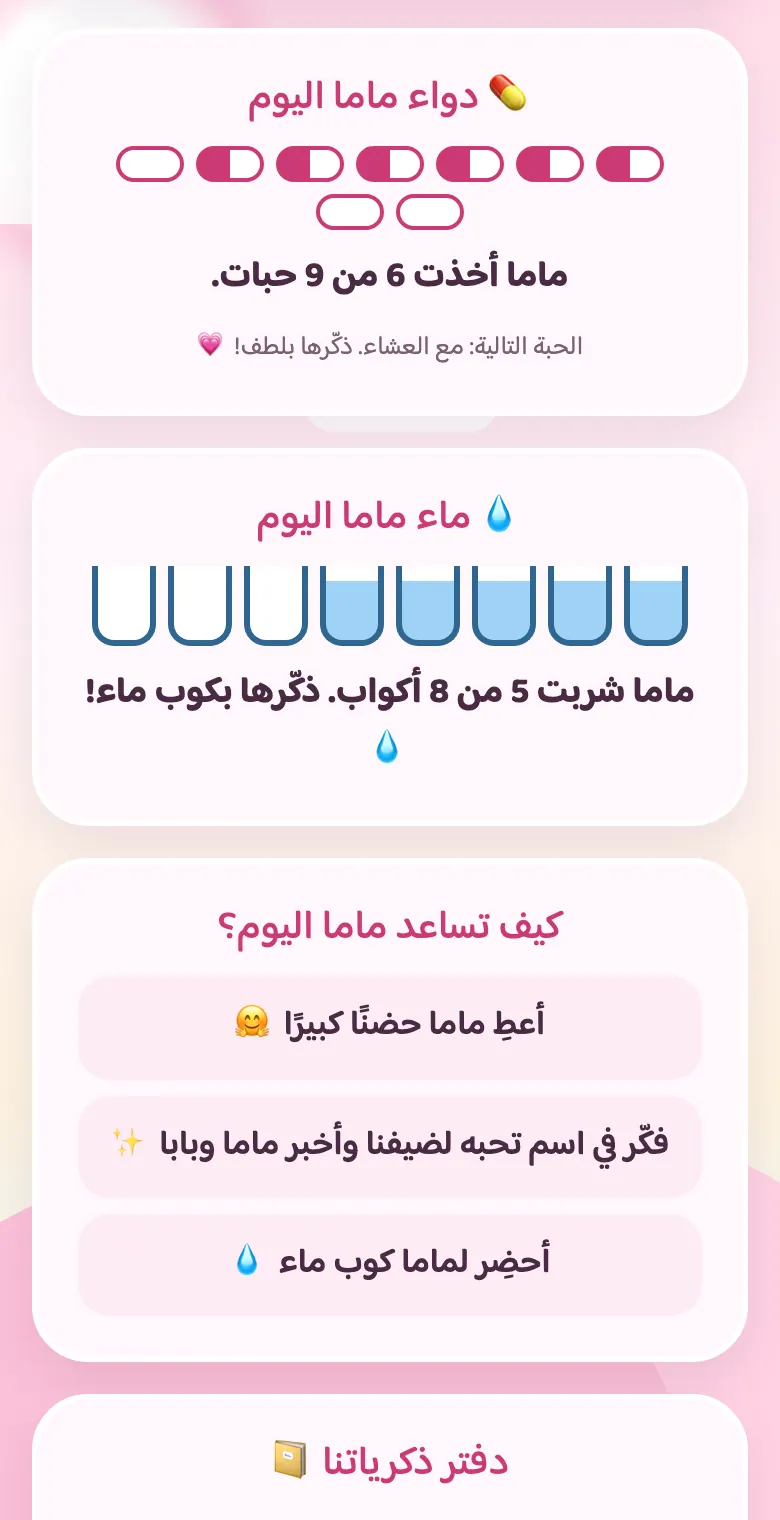 💊 دواء ماما اليوم
ماما أخذت 6 من 9 حبات.
الحبة التالية: مع العشاء. ذكّرها بلطف! 💗
💧 ماء ماما اليوم
ماما شربت 5 من 8 أكواب. ذكّرها بكوب ماء!
💧
كيف تساعد ماما اليوم؟
أعطِ ماما حضنًا كبيرًا 🤗
فكّر في اسم تحبه لضيفنا وأخبر ماما وبابا ✨
أحضِر لماما كوب ماء 💧
دفتر ذكرياتنا 📔